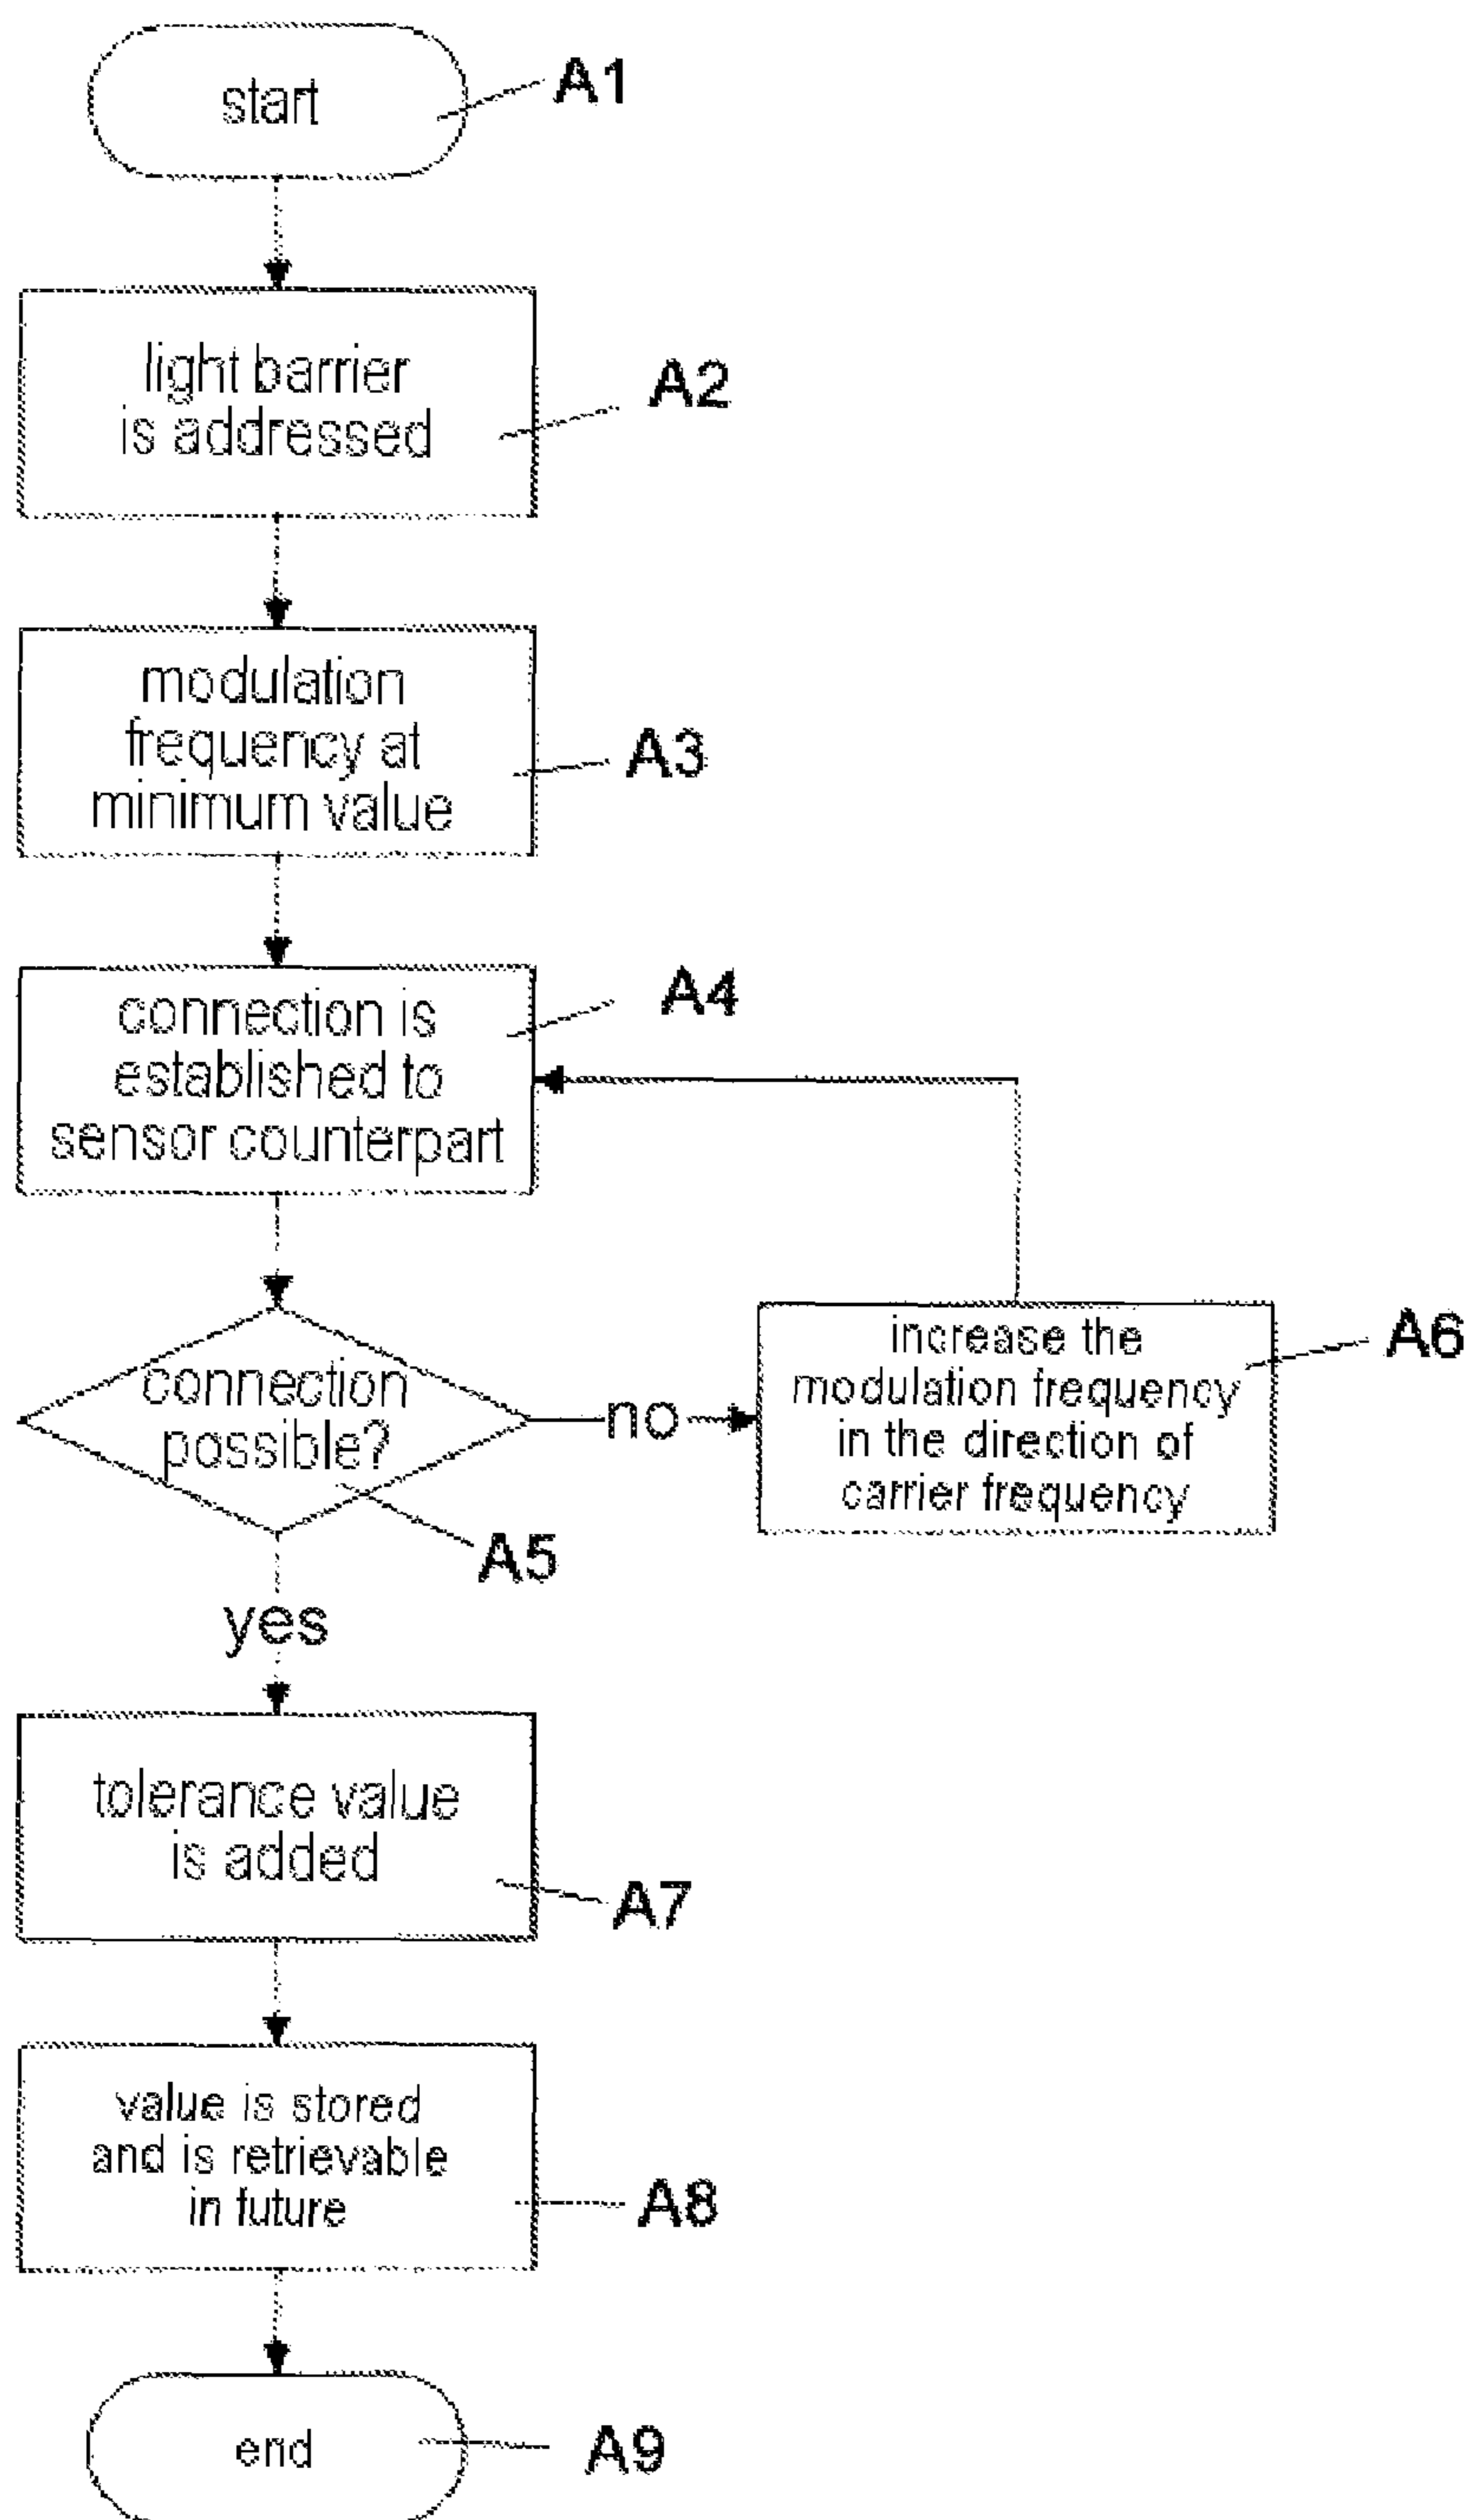 start
A1
light barrier
is addressed
A2
modulation
frequency at
minimum value
A3
connection is
established to
sensor counterpart
A4
connection
possible?
A5
no
increase the
modulation frequency
in the direction of
carrier frequency
A6
yes
tolerance value
is added
A7
value is stored
and is retrievable
in future
A8
end
A9